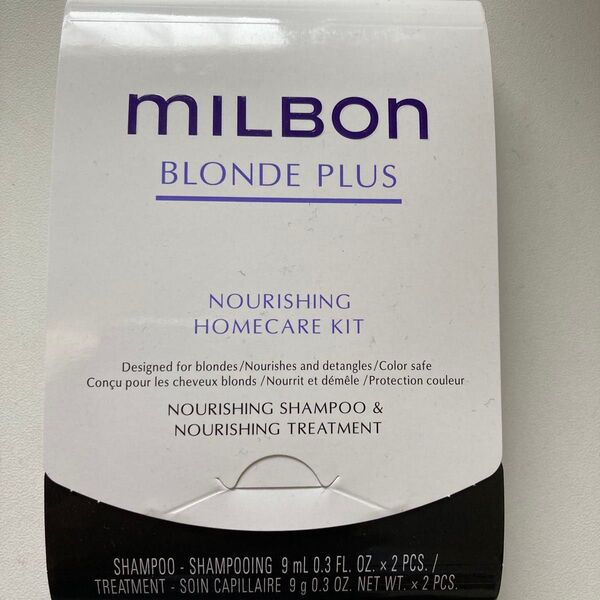 MILBON
BLONDE PLUS
NOURISHING
HOMECARE KIT
Designed for blondes/Nourishes and detangles/Color safe
Conçu pour les cheveux blonds /Nourrit et démêle /Protection couleur
NOURISHING SHAMPOO &
NOURISHING TREATMENT
SHAMPOO - SHAMPOOING 9 mL 0.3 FL. OZ. × 2 PCS. /
TREATMENT - SOIN CAPILLAIRE 9 g 0.3 OZ. NET WT. × 2 PCS.